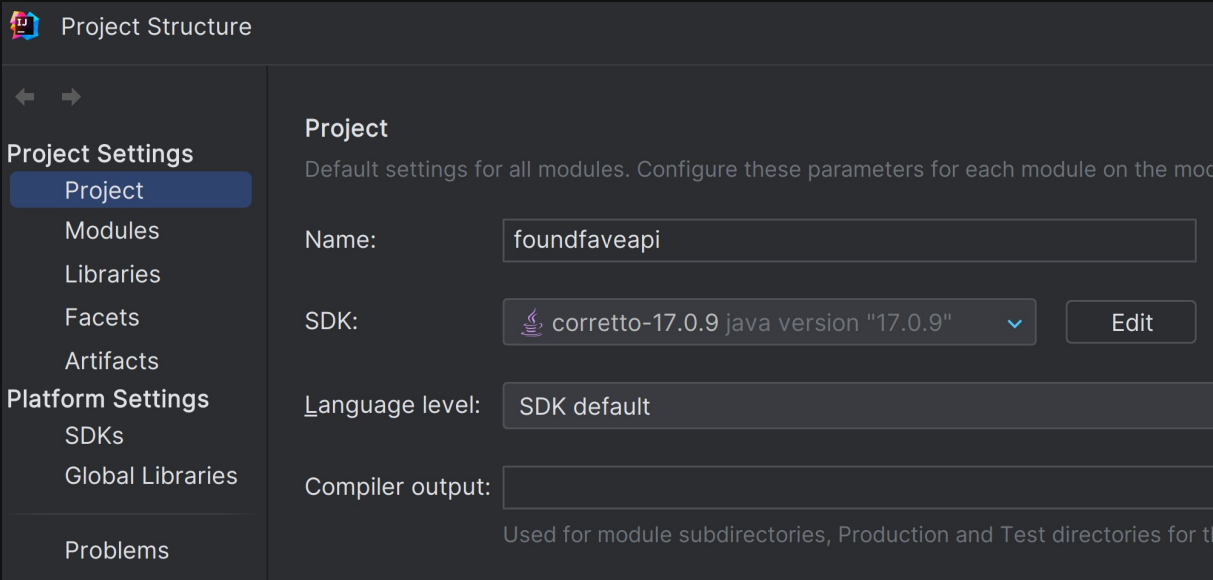 Project Structure
Project Settings
Project
Modules
Libraries
Facets
Artifacts
Platform Settings
SDKs
Global Libraries
Problems
Project
Default settings for all modules. Configure these parameters for each module on the
Name: foundfaveapi
SDK: corretto-17.0.9 java version "17.0.9" Edit
Language level: SDK default
Compiler output:
Used for module subdirectories, Production and Test directories for